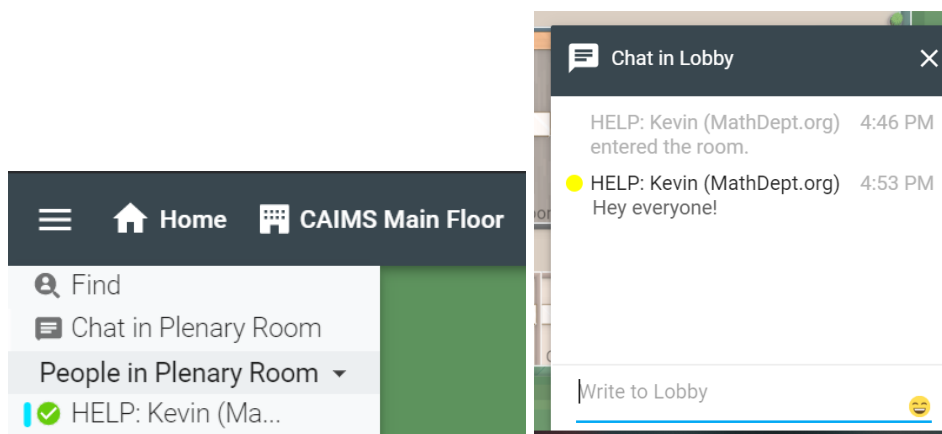 Home CAIMS Main Floor
Find
Chat in Plenary Room
People in Plenary Room
HELP: Kevin (Ma...
Chat in Lobby
HELP: Kevin (MathDept.org) 4:46 PM
entered the room.
HELP: Kevin (MathDept.org) 4:53 PM
Hey everyone!
Write to Lobby